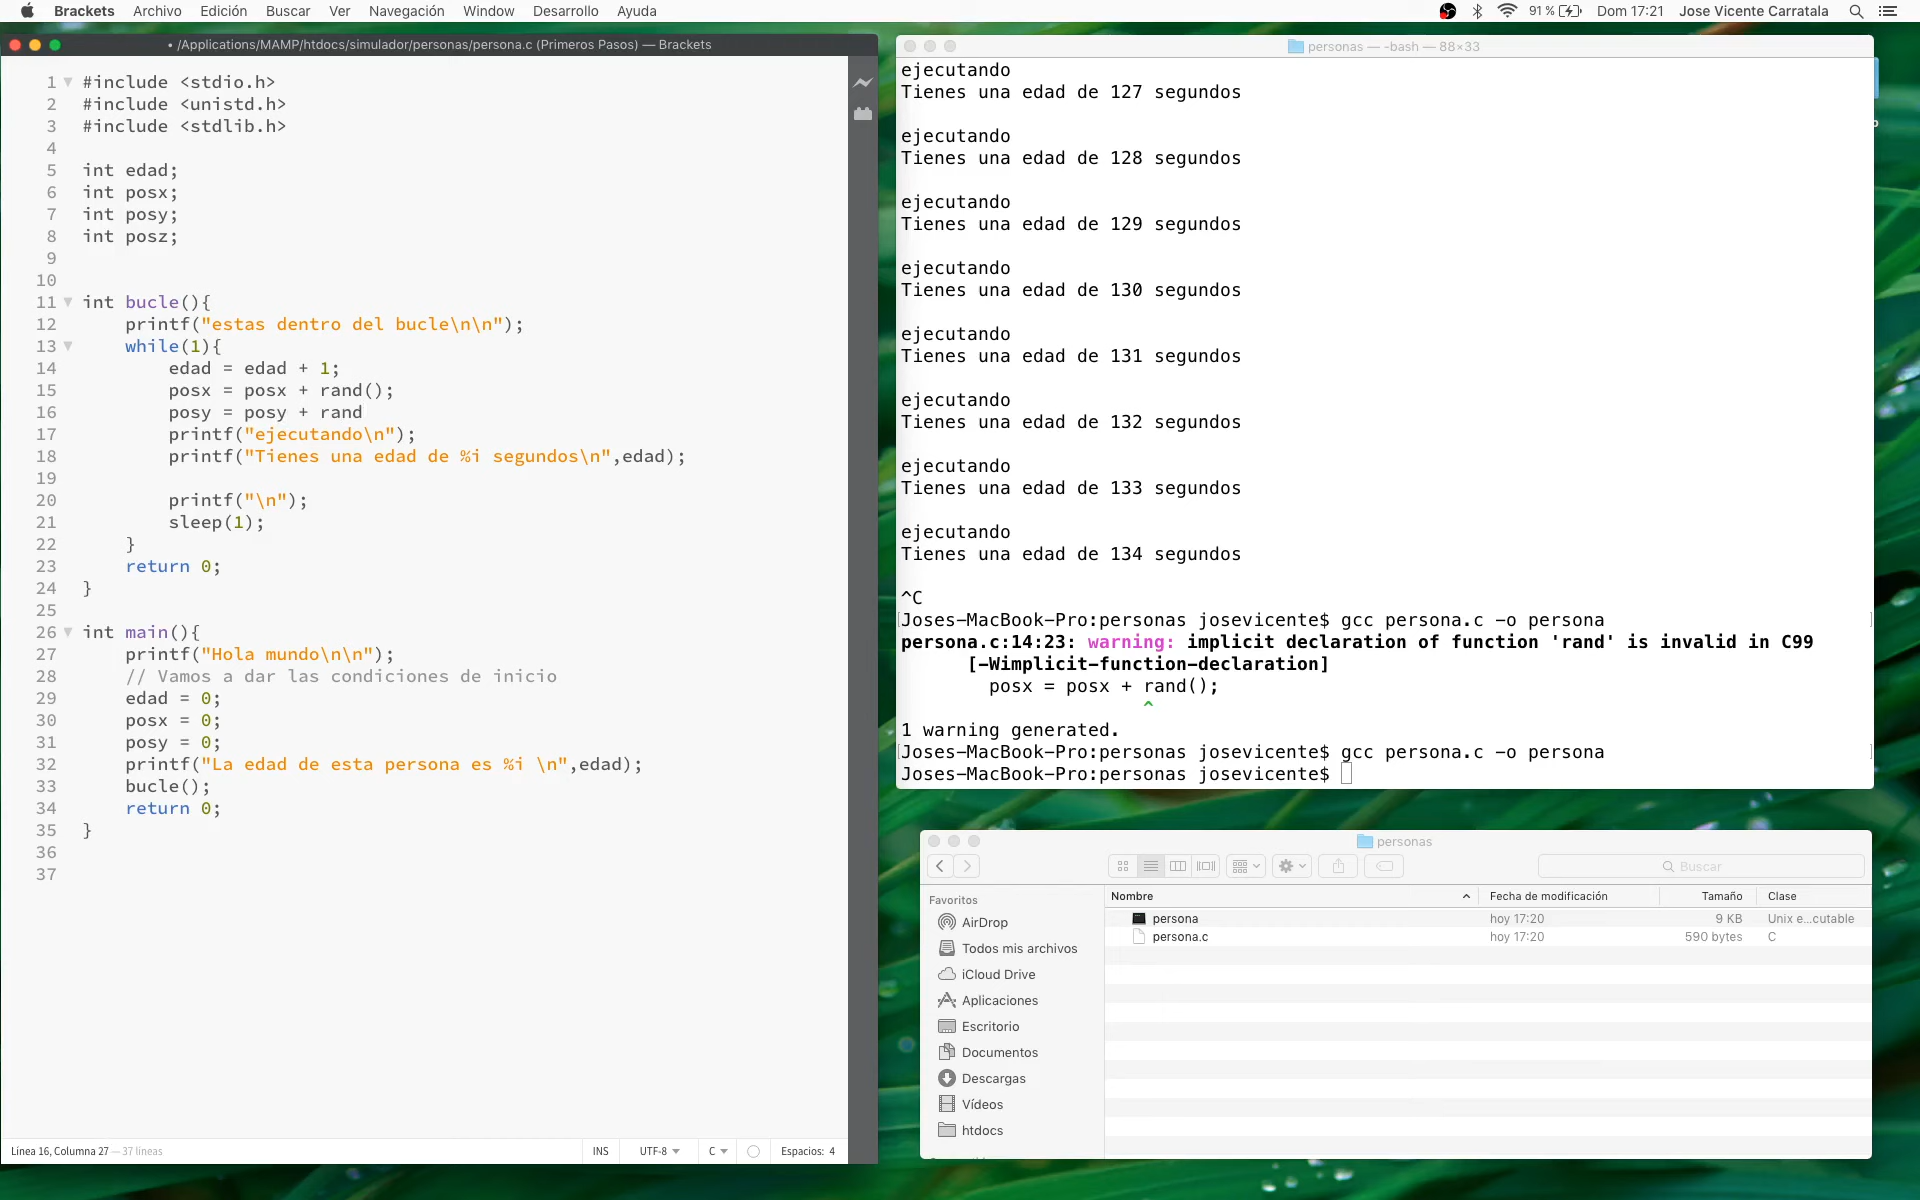 Brackets Archivo Edición Buscar Ver Navegación Window Desarrollo Ayuda 91 % Dom 17:21 Jose Vicente Carratala
• /Applications/MAMP/htdocs/simulador/personas/persona.c (Primeros Pasos) — Brackets
1 #include <stdio.h>
2 #include <unistd.h>
3 #include <stdlib.h>
4
5 int edad;
6 int posx;
7 int posy;
8 int posz;
9
10
11 int bucle(){
12 printf("estas dentro del bucle\n\n");
13 while(1){
14 edad = edad + 1;
15 posx = posx + rand();
16 posy = posy + rand
17 printf("ejecutando\n");
18 printf("Tienes una edad de %i segundos\n",edad);
19
20 printf("\n");
21 sleep(1);
22 }
23 return 0;
24 }
25
26 int main(){
27 printf("Hola mundo\n\n");
28 // Vamos a dar las condiciones de inicio
29 edad = 0;
30 posx = 0;
31 posy = 0;
32 printf("La edad de esta persona es %i \n",edad);
33 bucle();
34 return 0;
35 }
36
37
Línea 16, Columna 27 — 37 líneas INS UTF-8 C Espacios: 4
personas — -bash — 88×33
ejecutando
Tienes una edad de 127 segundos
ejecutando
Tienes una edad de 128 segundos
ejecutando
Tienes una edad de 129 segundos
ejecutando
Tienes una edad de 130 segundos
ejecutando
Tienes una edad de 131 segundos
ejecutando
Tienes una edad de 132 segundos
ejecutando
Tienes una edad de 133 segundos
ejecutando
Tienes una edad de 134 segundos
^C
[Joses-MacBook-Pro:personas josevicente$ gcc persona.c -o persona ]
persona.c:14:23: warning: implicit declaration of function 'rand' is invalid in C99
[-Wimplicit-function-declaration]
posx = posx + rand();
^
1 warning generated.
[Joses-MacBook-Pro:personas josevicente$ gcc persona.c -o persona ]
Joses-MacBook-Pro:personas josevicente$
personas
Buscar
Favoritos
AirDrop
Todos mis archivos
iCloud Drive
Aplicaciones
Escritorio
Documentos
Descargas
Vídeos
htdocs
Nombre Fecha de modificación Tamaño Clase
persona hoy 17:20 9 KB Unix e...cutable
persona.c hoy 17:20 590 bytes C